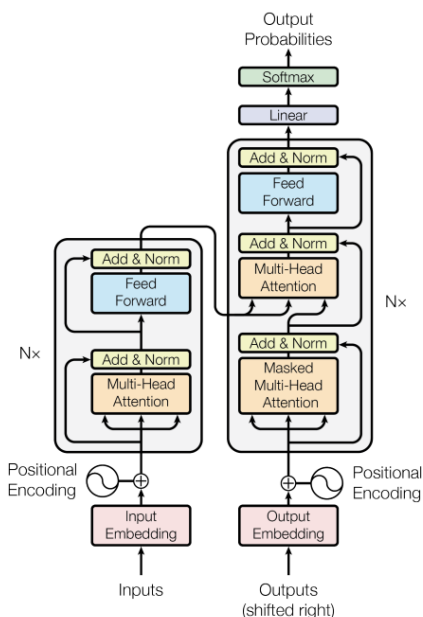 Output
Probabilities
Softmax
Linear
Add & Norm
Feed
Forward
Add & Norm
Multi-Head
Attention
Nx
Add & Norm
Masked
Multi-Head
Attention
Add & Norm
Feed
Forward
Nx
Add & Norm
Multi-Head
Attention
Positional
Encoding
Positional
Encoding
Input
Embedding
Output
Embedding
Inputs
Outputs
(shifted right)